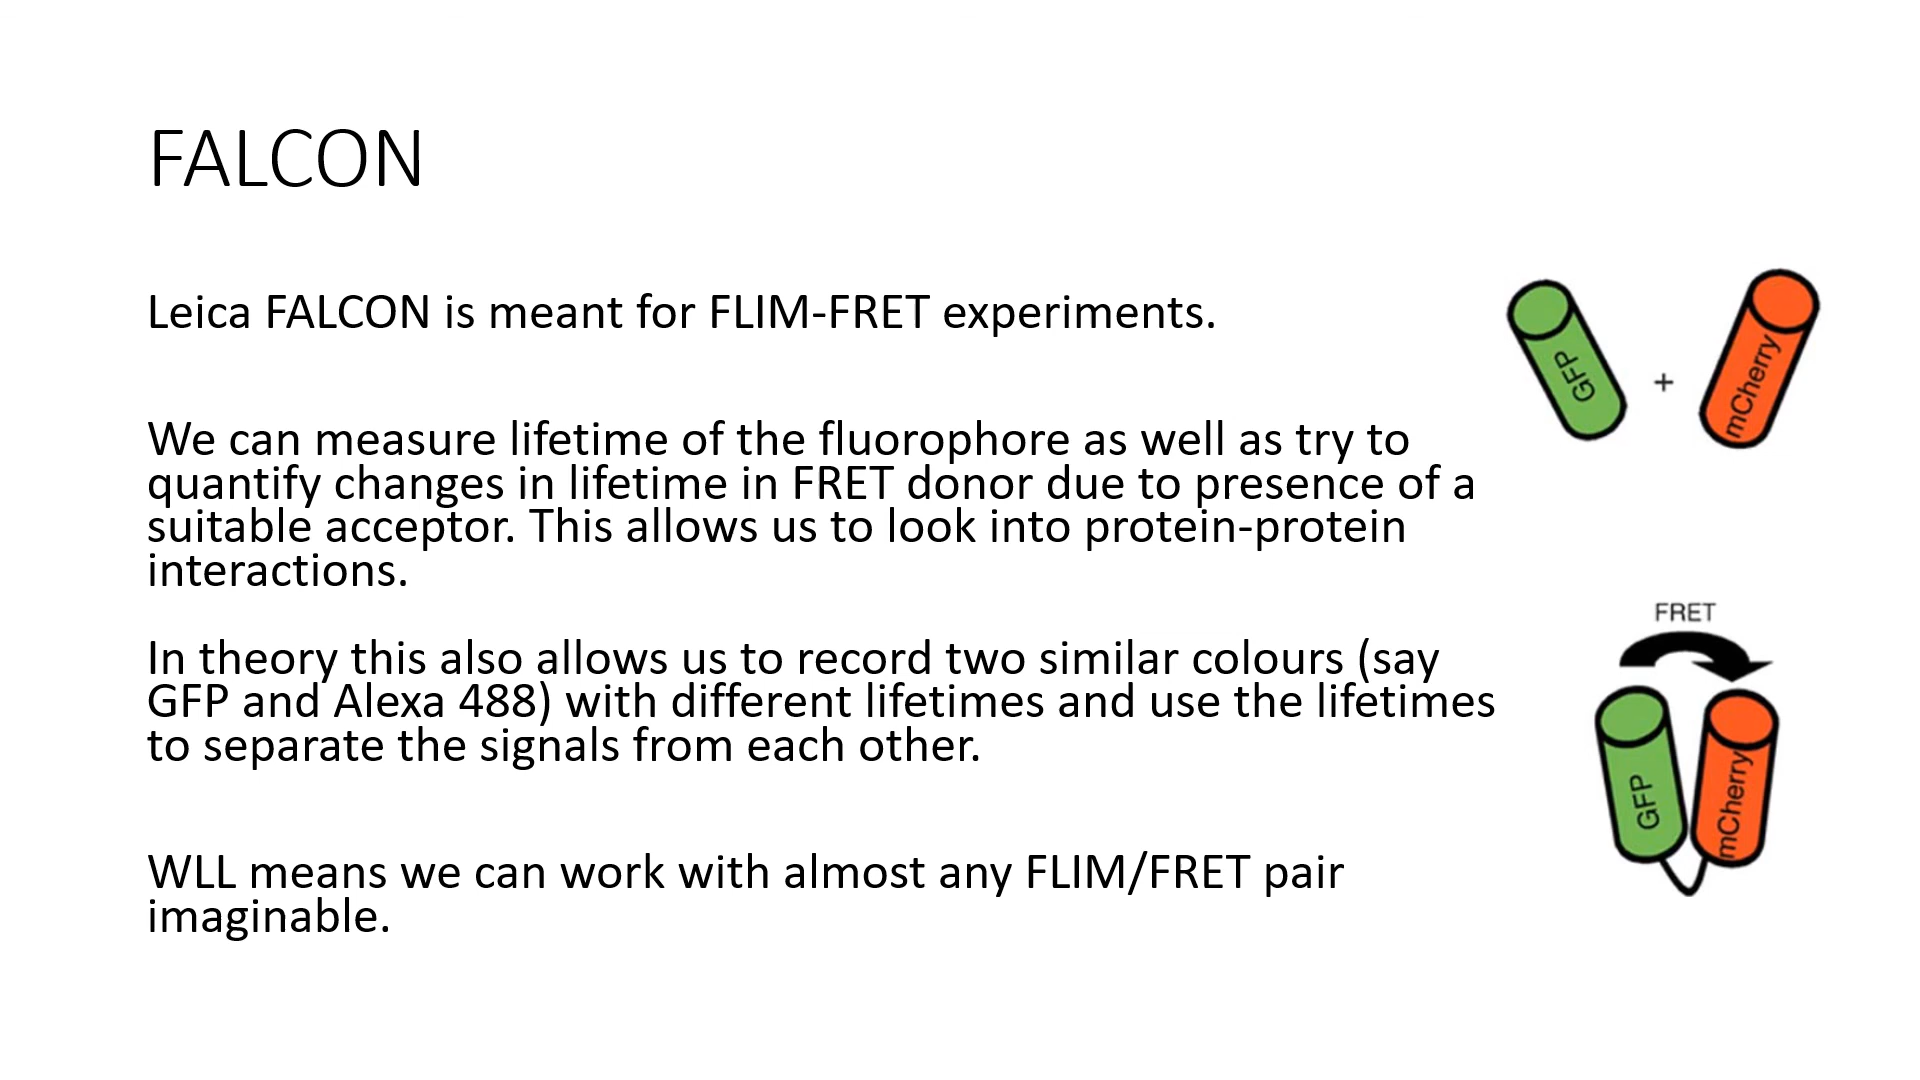 FALCON
Leica FALCON is meant for FLIM-FRET experiments.
We can measure lifetime of the fluorophore as well as try to
quantify changes in lifetime in FRET donor due to presence of a
suitable acceptor. This allows us to look into protein-protein
interactions.
In theory this also allows us to record two similar colours (say
GFP and Alexa 488) with different lifetimes and use the lifetimes
to separate the signals from each other.
WLL means we can work with almost any FLIM/FRET pair
imaginable.
GFP
+
mCherry
FRET
GFP
mCherry